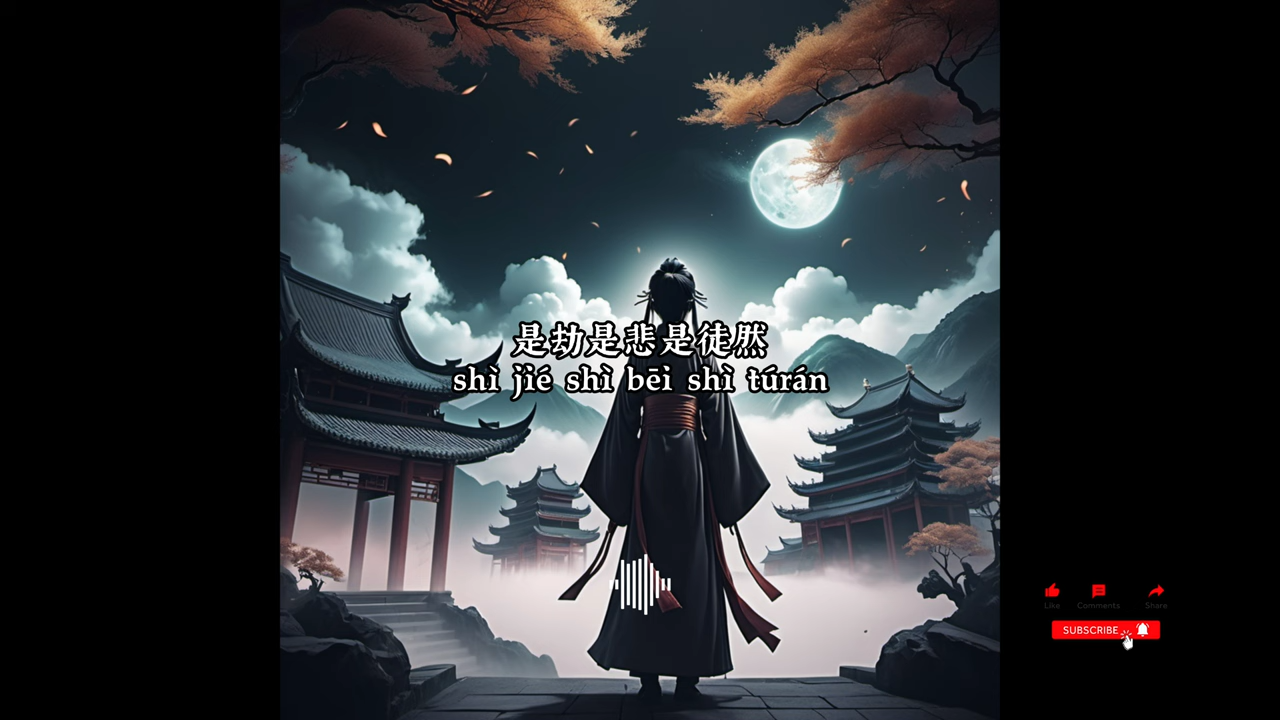 是劫是悲是徒然
shì jié shì bēi shì túrán
Like Comments Share
SUBSCRIBE